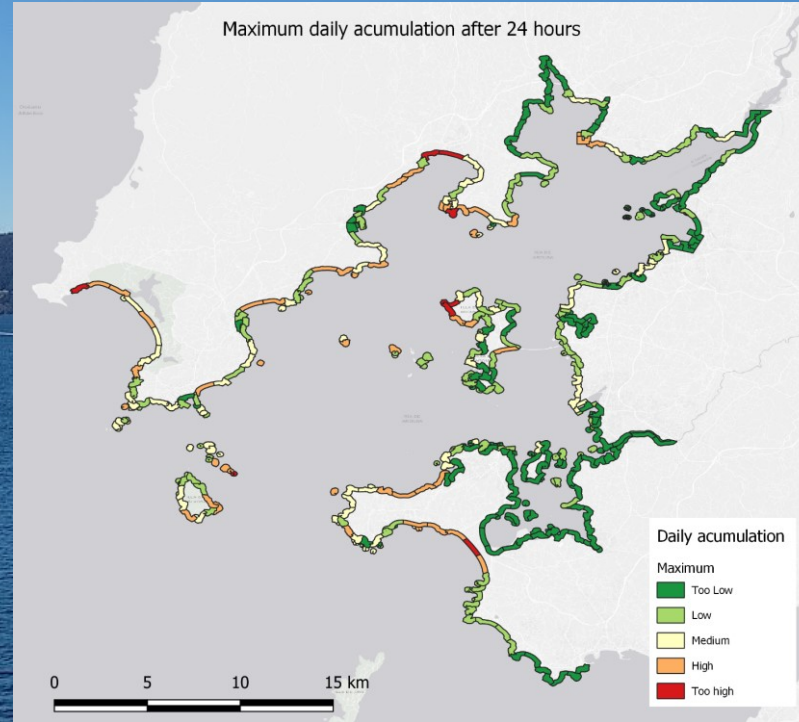 Maximum daily acumulation after 24 hours
Daily acumulation
Maximum
Too Low
Low
Medium
High
Too high
0 5 10 15 km